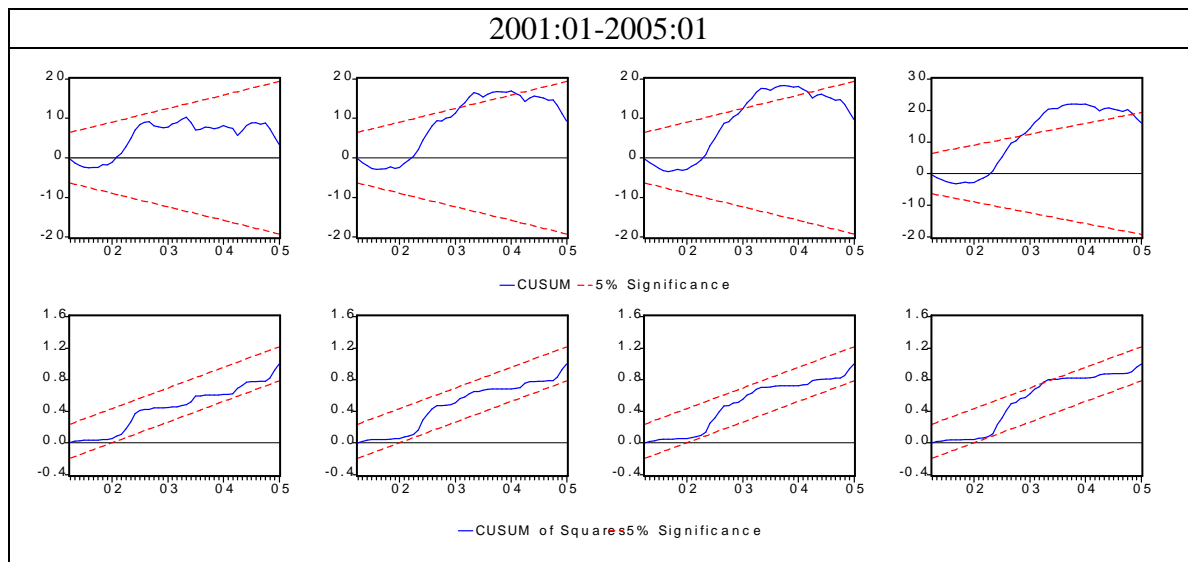 2001:01-2005:01
20 20 20 30
10 10 10 20
0 0 0 10
-10 -10 -10 0
-20 -20 -20 -10
-20
02 03 04 05 02 03 04 05 02 03 04 05 02 03 04 05
CUSUM 5% Significance
1.6 1.6 1.6 1.6
1.2 1.2 1.2 1.2
0.8 0.8 0.8 0.8
0.4 0.4 0.4 0.4
0.0 0.0 0.0 0.0
-0.4 -0.4 -0.4 -0.4
02 03 04 05 02 03 04 05 02 03 04 05 02 03 04 05
CUSUM of Squares 5% Significance